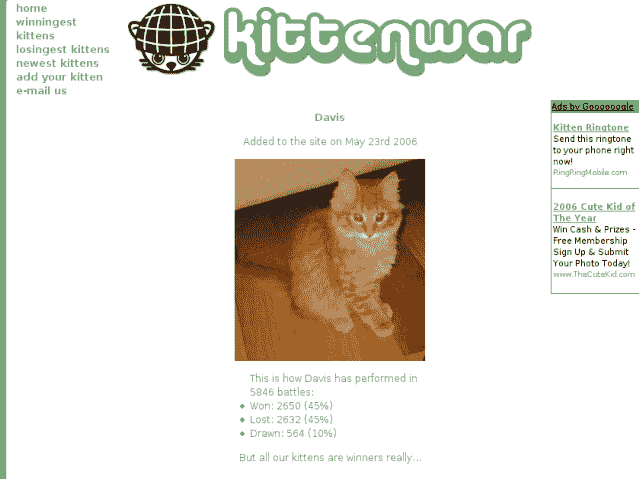 home
winningest
kittens
losingest kittens
newest kittens
add your kitten
e-mail us
kittenwar
Davis
Added to the site on May 23rd 2006
This is how Davis has performed in
5846 battles:
Won: 2650 (45%)
Lost: 2632 (45%)
Drawn: 564 (10%)
But all our kittens are winners really...
Ads by Goooooogle
Kitten Ringtone
Send this ringtone
to your phone right
now!
RingRingMobile.com
2006 Cute Kid of
The Year
Win Cash & Prizes -
Free Membership
Sign Up & Submit
Your Photo Today!
www.TheCuteKid.com